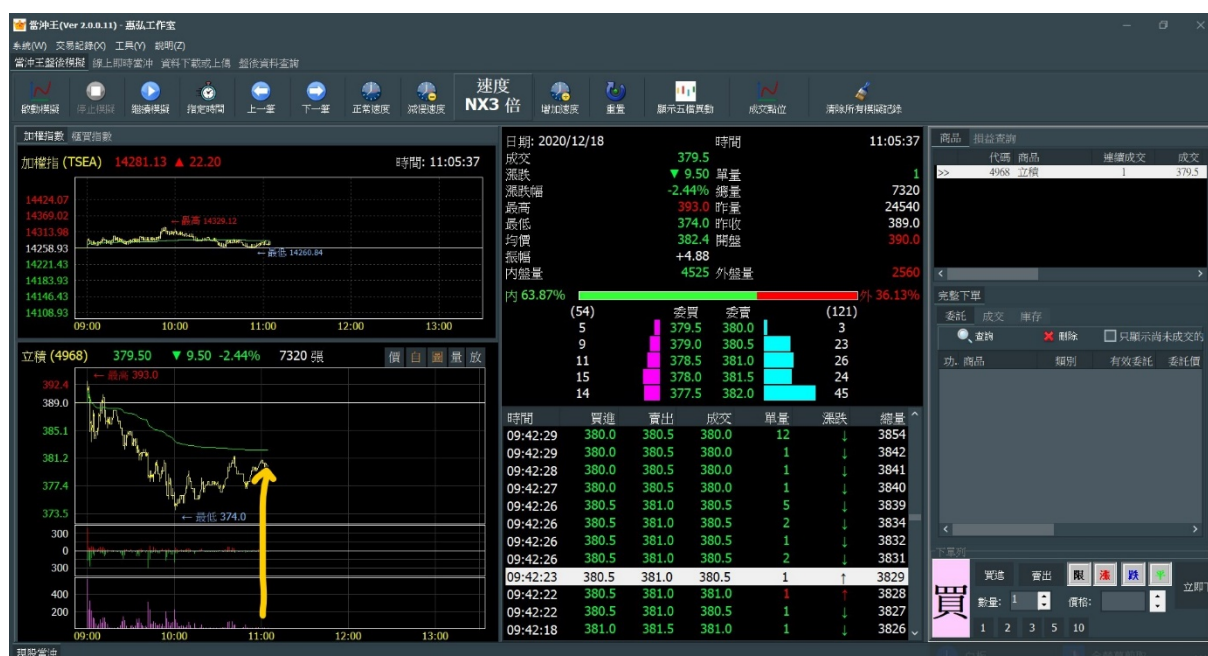 當沖王(Ver 2.0.0.11) - 惠弘工作室
系統(W) 交易記錄(X) 工具(Y) 說明(Z)
當沖王盤後模擬 線上即時當沖 資料下載或上傳 盤後資料查詢
啟動模擬 停止模擬 繼續模擬 指定時間 上一筆 下一筆 正常速度 減慢速度 速度 NX3 倍 增加速度 重置 顯示五檔異動 成交點位 清除所有模擬記錄
加權指數 櫃買指數
加權指 (TSEA) 14281.13 ▲ 22.20 時間: 11:05:37
14424.07
14369.02
14313.98
14258.93
14221.43
14183.93
14146.43
14108.93
←最高 14329.12
←最低 14260.84
09:00 10:00 11:00 12:00 13:00
立積 (4968) 379.50 ▼ 9.50 -2.44% 7320 張 價 自 圖 量 放
392.4
389.0
385.1
381.2
377.4
373.5
← 最高 393.0
← 最低 374.0
300
0
300
400
200
09:00 10:00 11:00 12:00 13:00
現股當沖
日期: 2020/12/18 時間 11:05:37
成交 379.5
漲跌 ▼ 9.50 單量 1
漲跌幅 -2.44% 總量 7320
最高 393.0 昨量 24540
最低 374.0 昨收 389.0
均價 382.4 開盤 390.0
振幅 +4.88
內盤量 4525 外盤量 2560
內 63.87% 外 36.13%
(54) 委買 委賣 (121)
5 379.5 380.0 3
9 379.0 380.5 23
11 378.5 381.0 26
15 378.0 381.5 24
14 377.5 382.0 45
時間 買進 賣出 成交 單量 漲跌 總量
09:42:29 380.0 380.5 380.0 12 ↓ 3854
09:42:29 380.0 380.5 380.0 1 ↓ 3842
09:42:28 380.0 380.5 380.0 1 ↓ 3841
09:42:27 380.0 380.5 380.0 1 ↓ 3840
09:42:26 380.5 381.0 380.5 5 ↓ 3839
09:42:26 380.5 381.0 380.5 2 ↓ 3834
09:42:26 380.5 381.0 380.5 1 ↓ 3832
09:42:26 380.5 381.0 380.5 2 ↓ 3831
09:42:23 380.5 381.0 380.5 1 ↑ 3829
09:42:22 380.5 381.0 381.0 1 ↑ 3828
09:42:22 380.5 381.0 380.5 1 ↓ 3827
09:42:18 381.0 381.5 381.0 1 ↓ 3826
商品 損益查詢
代碼 商品 連續成交 成交
>> 4968 立積 1 379.5
完整下單
委託 成交 庫存
查詢 刪除 只顯示尚未成交的
功. 商品 類別 有效委託 委託價
下單列
買 買進 賣出 限 漲 跌 平
數量: 1 價格: 立即下
1 2 3 5 10